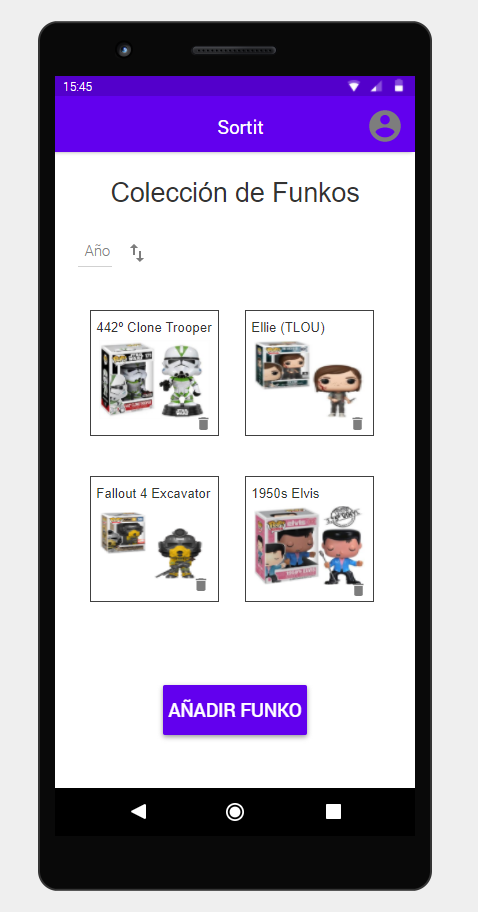 15:45
Sortit
Colección de Funkos
Año
442º Clone Trooper
Ellie (TLOU)
Fallout 4 Excavator
1950s Elvis
AÑADIR FUNKO